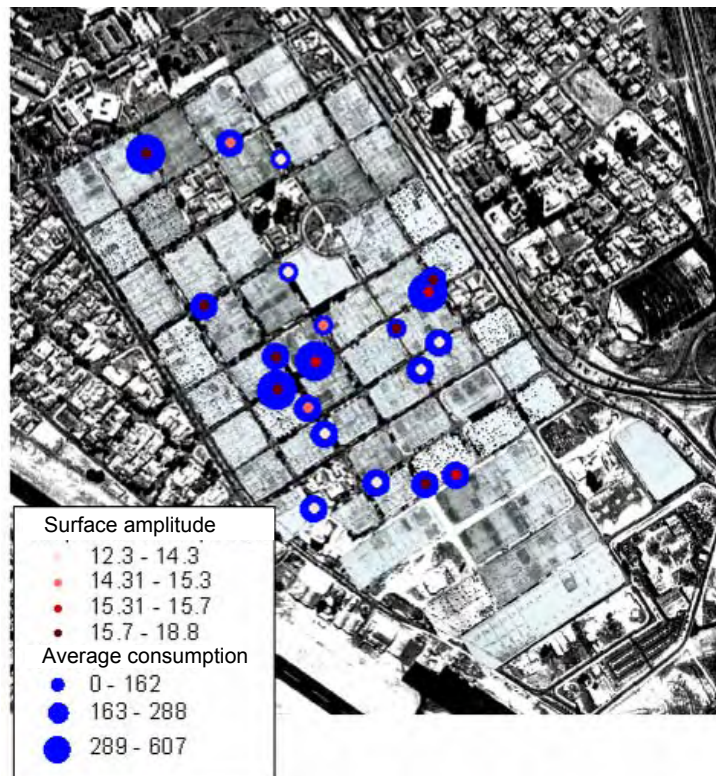 Surface amplitude
12.3 - 14.3
14.31 - 15.3
15.31 - 15.7
15.7 - 18.8
Average consumption
0 - 162
163 - 288
289 - 607